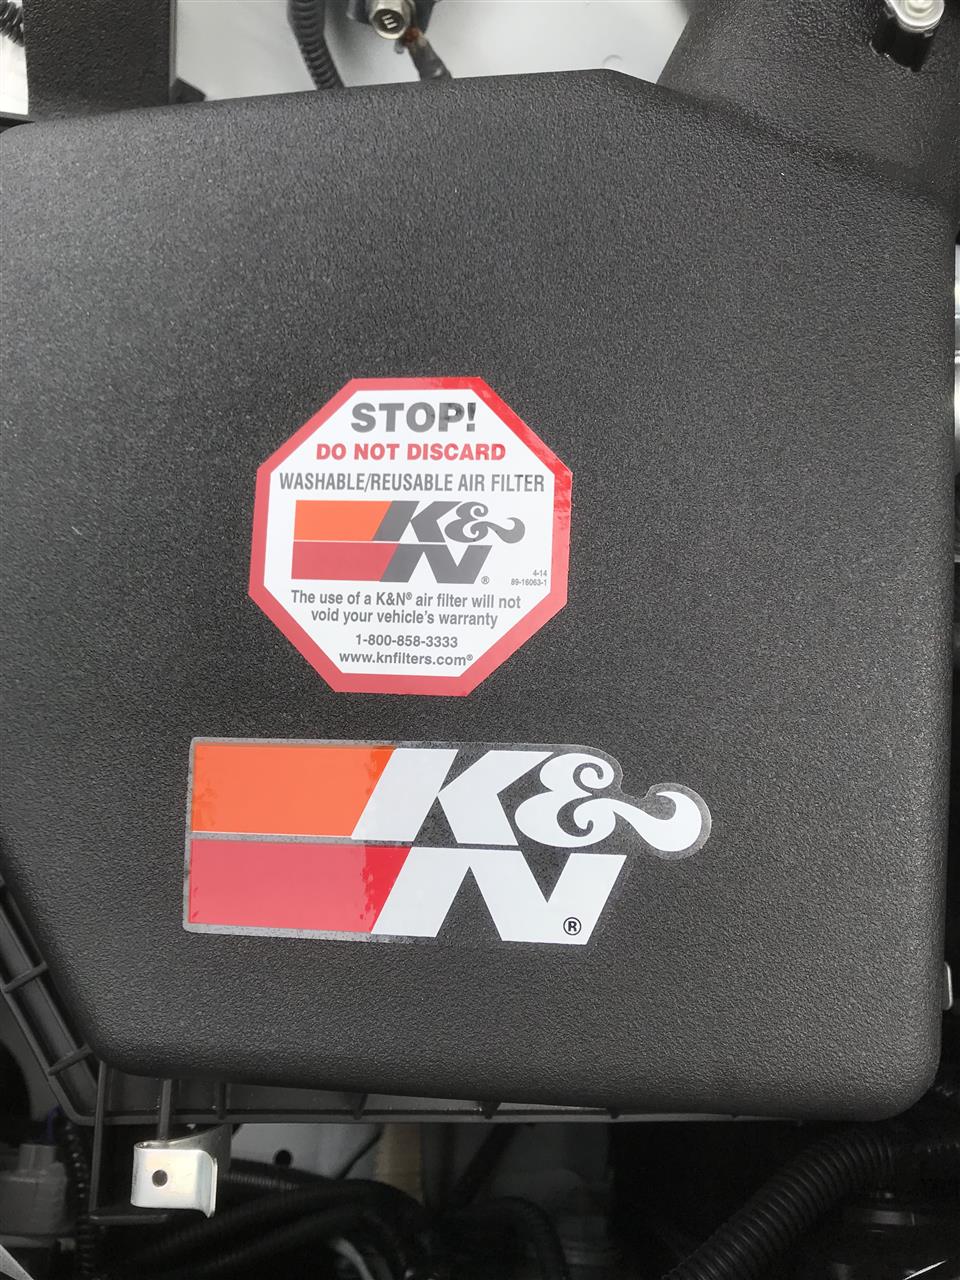 STOP!
DO NOT DISCARD
WASHABLE/REUSABLE AIR FILTER
K&
N®
4-14
89-16063-1
The use of a K&N® air filter will not
void your vehicle's warranty
1-800-858-3333
www.knfilters.com®
K&
N®